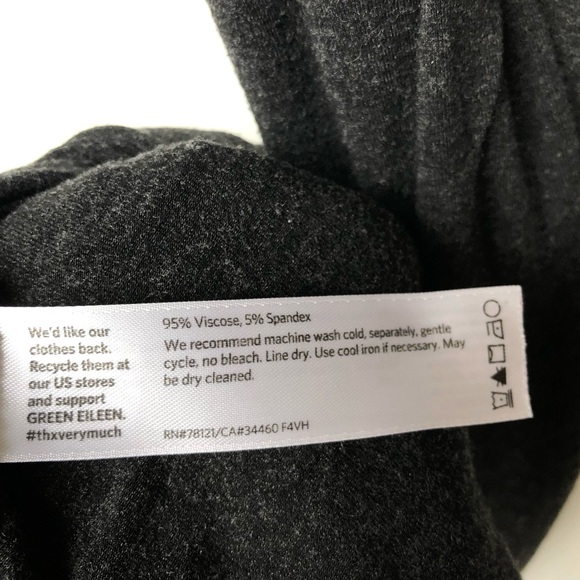 We'd like our
clothes back.
Recycle them at
our US stores
and support
GREEN EILEEN.
#thxverymuch
95% Viscose, 5% Spandex
We recommend machine wash cold, separately, gentle
cycle, no bleach. Line dry. Use cool iron if necessary. May
be dry cleaned.
RN#78121/CA#34460 F4VH